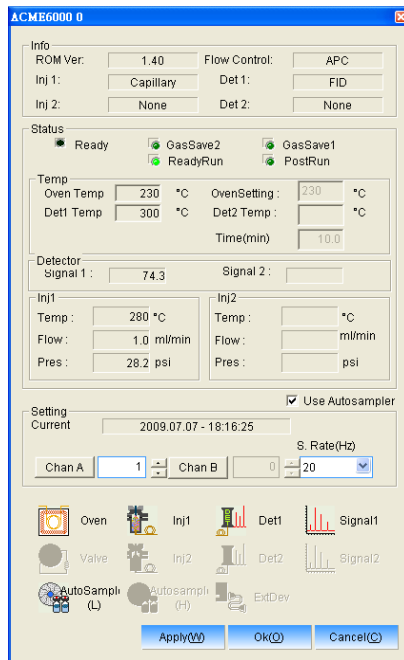 ACME6000 0
Info
ROM Ver: 1.40 Flow Control: APC
Inj 1: Capillary Det 1: FID
Inj 2: None Det 2: None
Status
Ready GasSave2 GasSave1
ReadyRun PostRun
Temp
Oven Temp 230 °C OvenSetting : 230 °C
Det1 Temp 300 °C Det2 Temp : °C
Time(min) 10.0
Detector
Signal 1 : 74.3 Signal 2 :
Inj1 Inj2
Temp : 280 °C Temp : °C
Flow : 1.0 ml/min Flow : ml/min
Pres : 28.2 psi Pres : psi
Use Autosampler
Setting
Current 2009.07.07 - 18:16:25
S. Rate(Hz)
Chan A 1 Chan B 0 20
Oven Inj1 Det1 Signal1
Valve Inj2 Det2 Signal2
AutoSampl (L) Autosampl (H) ExtDev
Apply(W) Ok(O) Cancel(C)